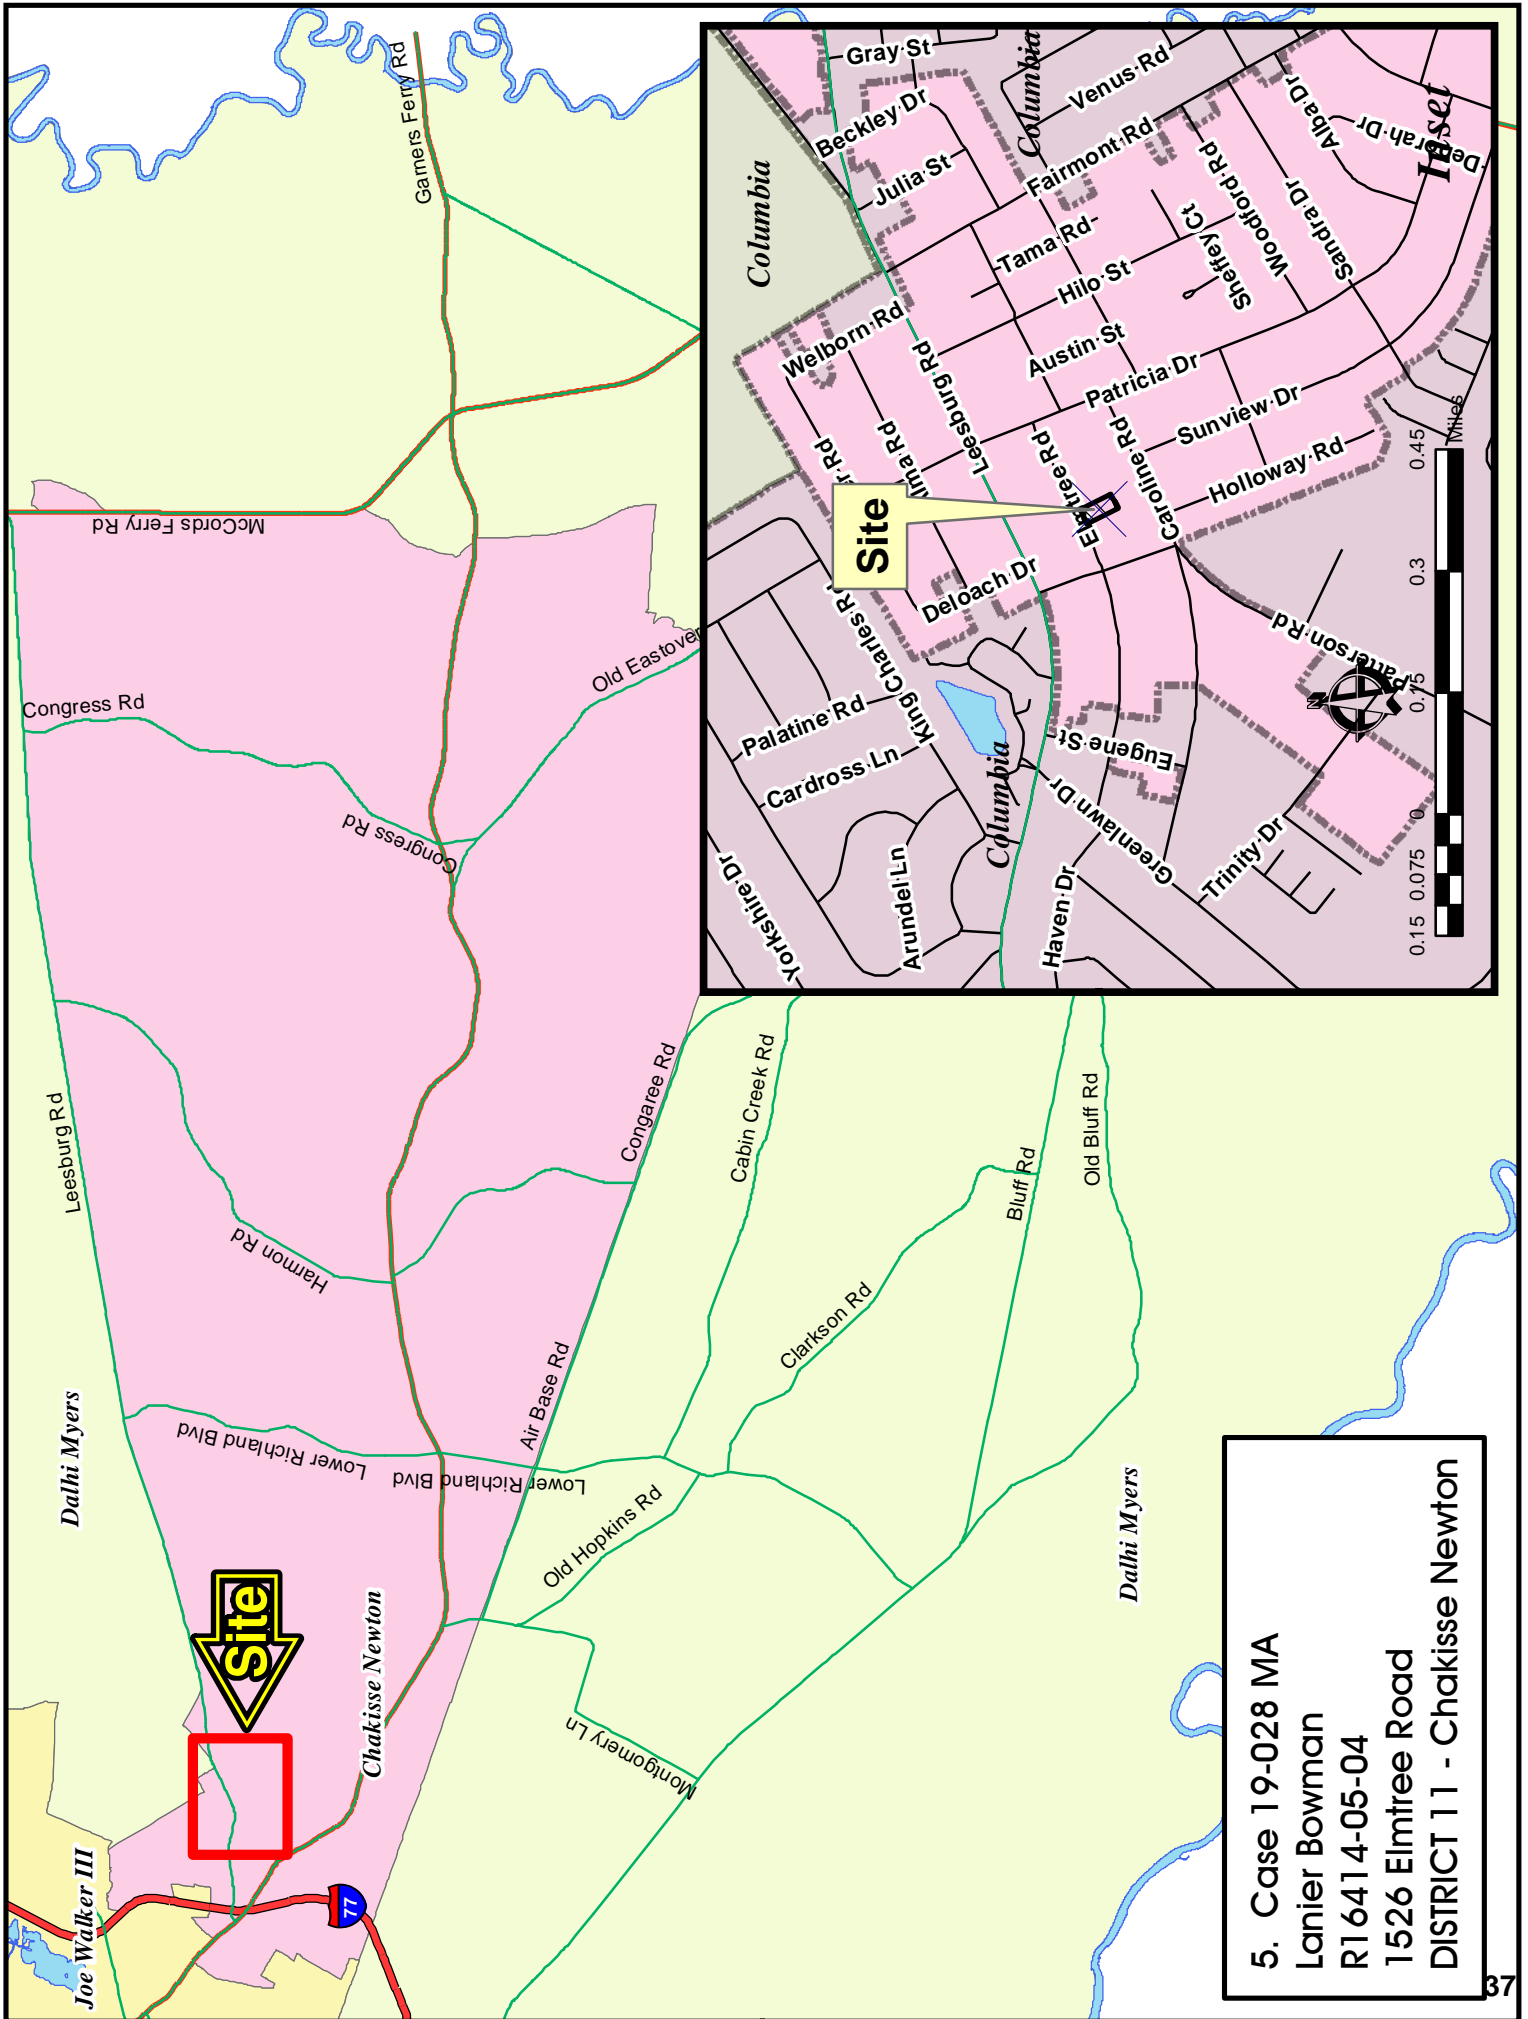 Joe Walker III
Dalhi Myers
Leesburg Rd
Congress Rd
McCords Ferry Rd
Garners Ferry Rd
Site
Chakisse Newton
77
Lower Richland Blvd
Lower Richland Blvd
Harmon Rd
Congress Rd
Old Eastover
Air Base Rd
Congaree Rd
Old Hopkins Rd
Cabin Creek Rd
Clarkson Rd
Montgomery Ln
Bluff Rd
Old Bluff Rd
Dalhi Myers
5. Case 19-028 MA
Lanier Bowman
R16414-05-04
1526 Elmtree Road
DISTRICT 11 - Chakisse Newton
Yorkshire Dr
Palatine Rd
Cardross Ln
King Charles Rd
Arundel Ln
Columbia
Site
Deloach Dr
Welborn Rd
Columbia
Leesburg Rd
Leesburg Rd
Gray St
Beckley Dr
Julia St
Columbia
Venus Rd
Fairmont Rd
Tama Rd
Hilo St
Austin St
Patricia Dr
Caroline Rd
Sunview Dr
Holloway Rd
Sheffey Ct
Woodford Rd
Sandra Dr
Alba Dr
Deborah Dr
Inset
Haven Dr
Greenlawn Dr
Eugene St
Trinity Dr
Patterson Rd
N
0.15 0.075 0 0.15 0.3 0.45
Miles
37